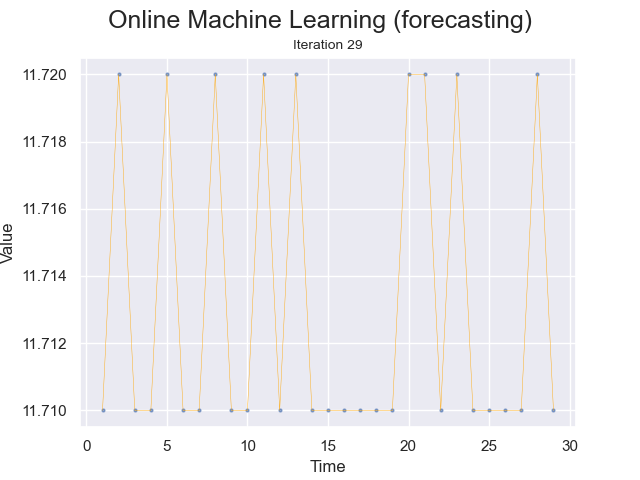 Online Machine Learning (forecasting)
Iteration 29
11.720
11.718
11.716
11.714
11.712
11.710
Value
0 5 10 15 20 25 30
Time